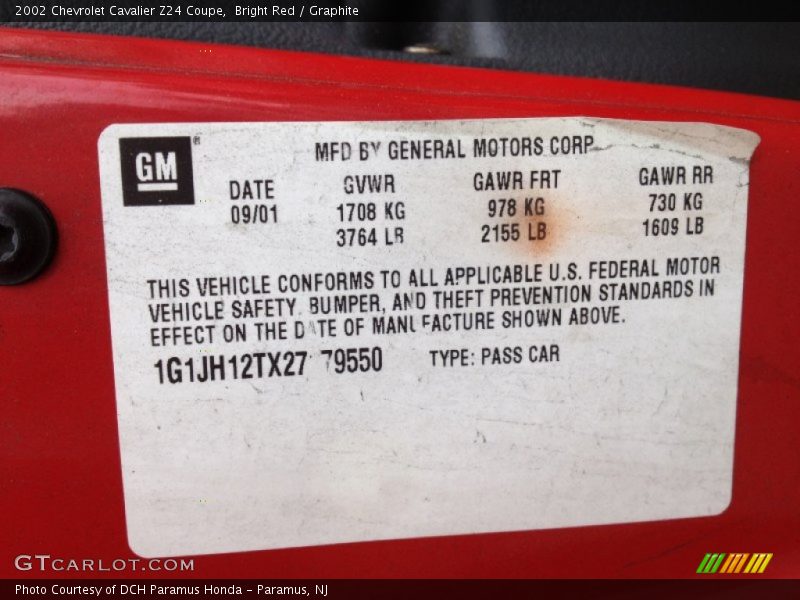 2002 Chevrolet Cavalier Z24 Coupe, Bright Red / Graphite
GM ®
MFD BY GENERAL MOTORS CORP
DATE GVWR GAWR FRT GAWR RR
09/01 1708 KG 978 KG 730 KG
3764 LB 2155 LB 1609 LB
THIS VEHICLE CONFORMS TO ALL APPLICABLE U.S. FEDERAL MOTOR
VEHICLE SAFETY, BUMPER, AND THEFT PREVENTION STANDARDS IN
EFFECT ON THE DATE OF MANUFACTURE SHOWN ABOVE.
1G1JH12TX27 79550 TYPE: PASS CAR
GTCARLOT.COM
Photo Courtesy of DCH Paramus Honda - Paramus, NJ